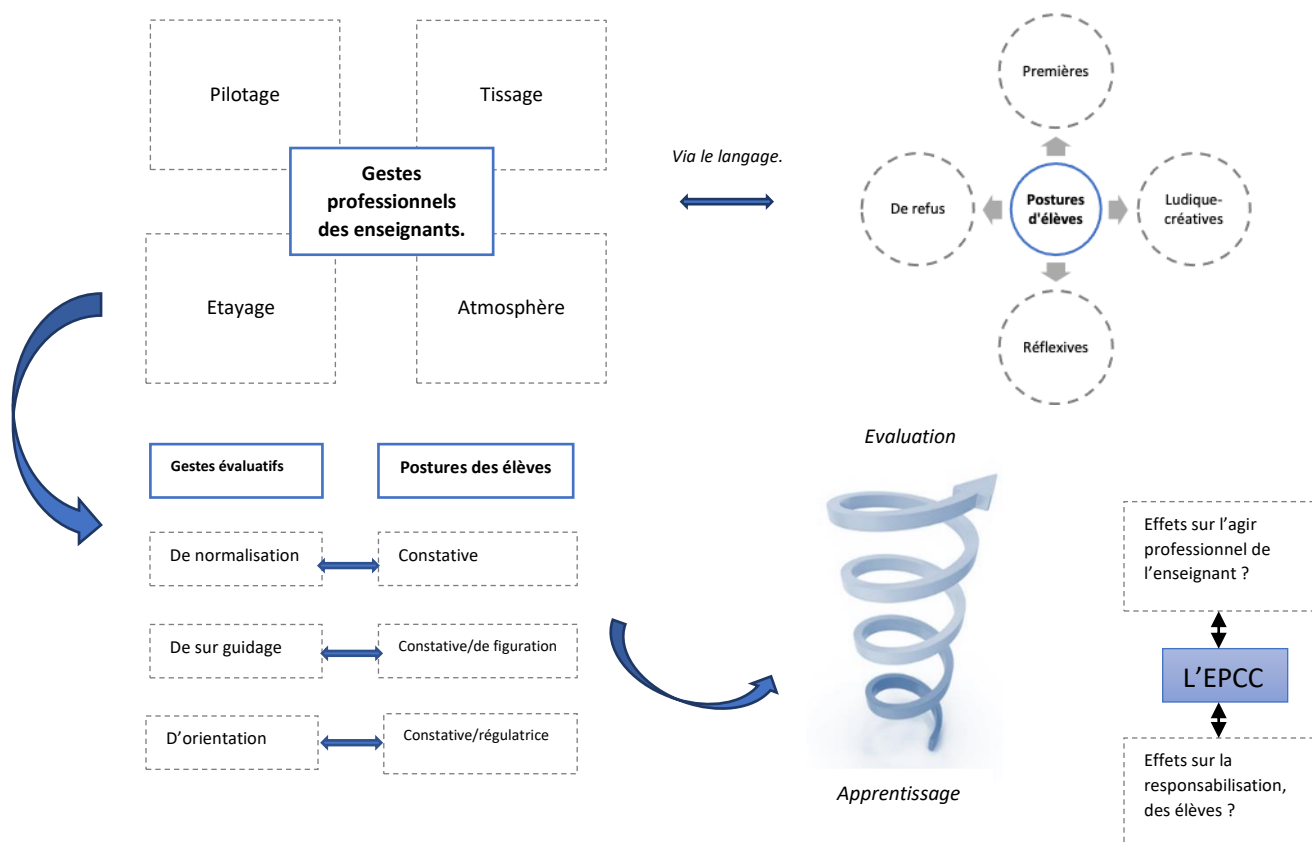 Pilotage
Tissage
Gestes
professionnels
des enseignants.
Etayage
Atmosphère
Via le langage.
Premières
De refus
Postures
d'élèves
Ludique-
créatives
Réflexives
Gestes évaluatifs
Postures des élèves
De normalisation
Constative
De sur guidage
Constative/de figuration
D'orientation
Constative/régulatrice
Evaluation
Apprentissage
Effets sur l'agir
professionnel de
l'enseignant ?
L'EPCC
Effets sur la
responsabilisation,
des élèves ?